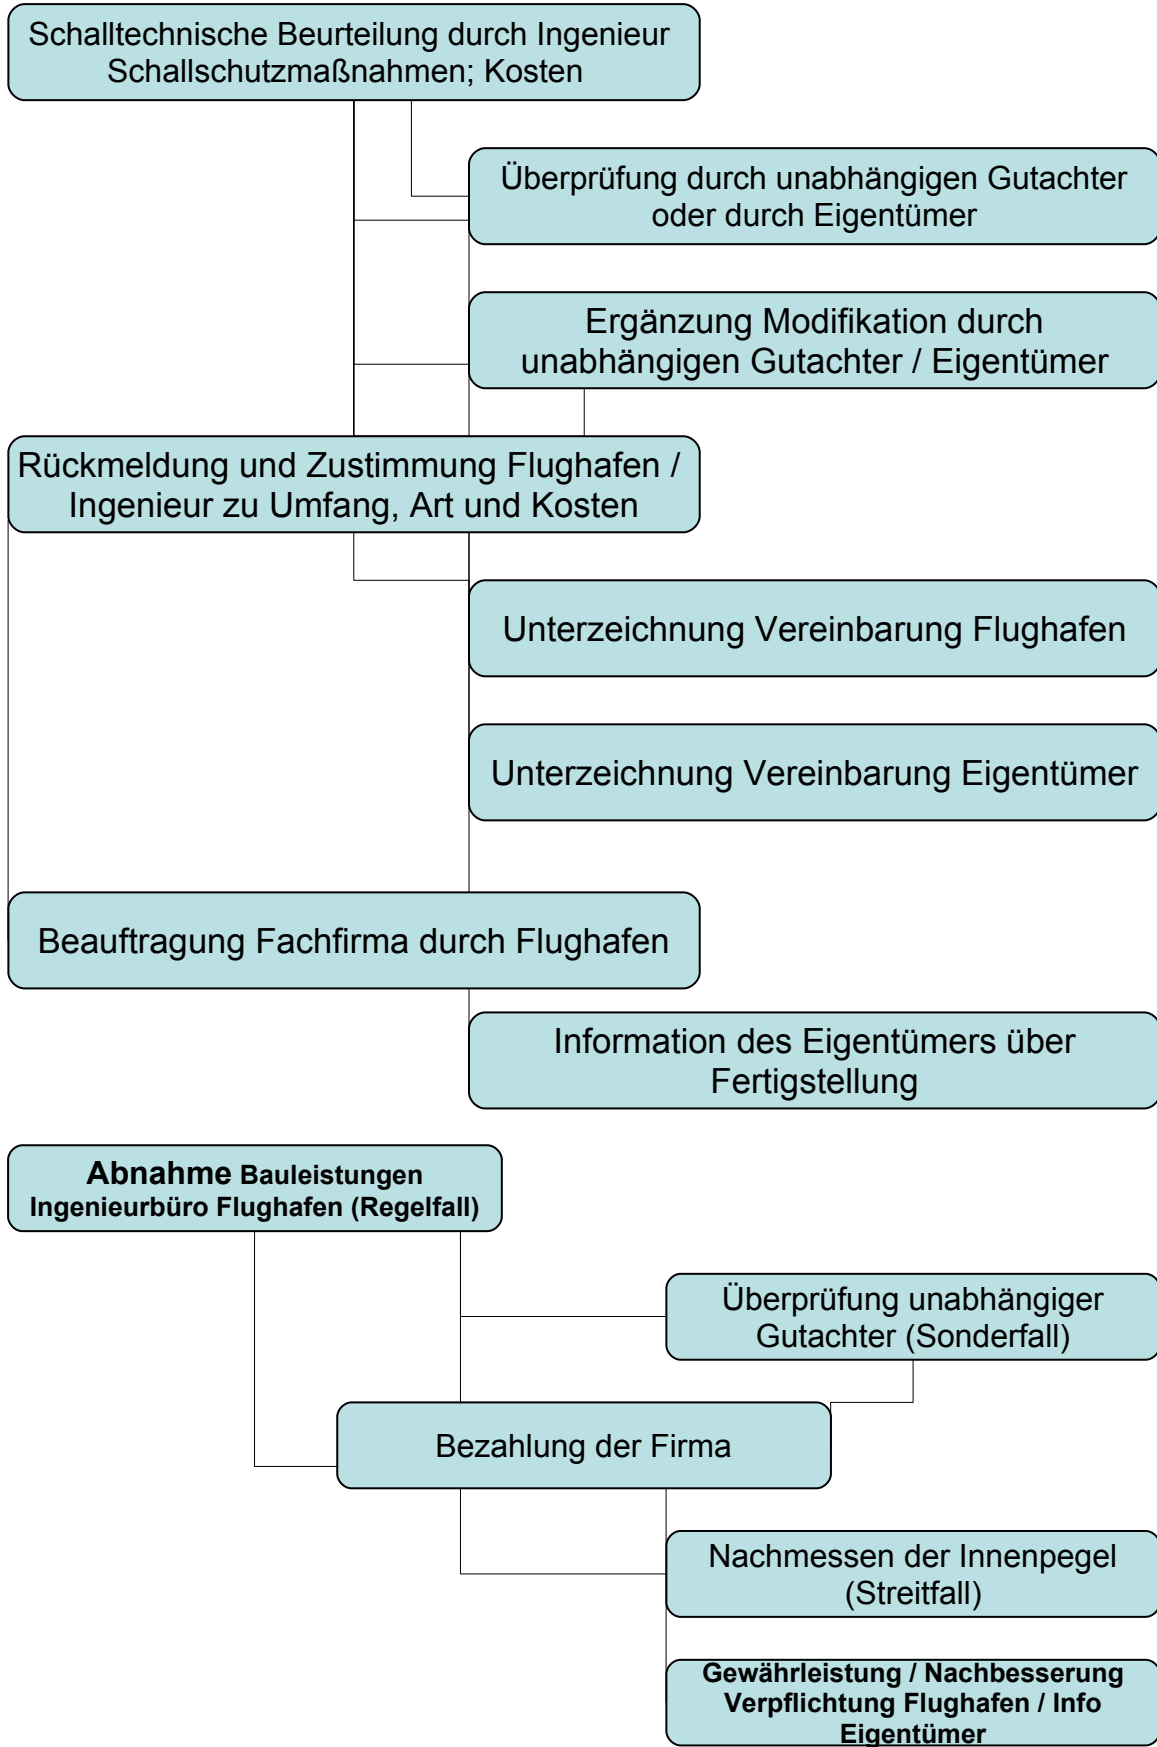 Schalltechnische Beurteilung durch Ingenieur
Schallschutzmaßnahmen; Kosten
Überprüfung durch unabhängigen Gutachter
oder durch Eigentümer
Ergänzung Modifikation durch
unabhängigen Gutachter / Eigentümer
Rückmeldung und Zustimmung Flughafen /
Ingenieur zu Umfang, Art und Kosten
Unterzeichnung Vereinbarung Flughafen
Unterzeichnung Vereinbarung Eigentümer
Beauftragung Fachfirma durch Flughafen
Information des Eigentümers über
Fertigstellung
Abnahme Bauleistungen
Ingenieurbüro Flughafen (Regelfall)
Überprüfung unabhängiger
Gutachter (Sonderfall)
Bezahlung der Firma
Nachmessen der Innenpegel
(Streitfall)
Gewährleistung / Nachbesserung
Verpflichtung Flughafen / Info
Eigentümer